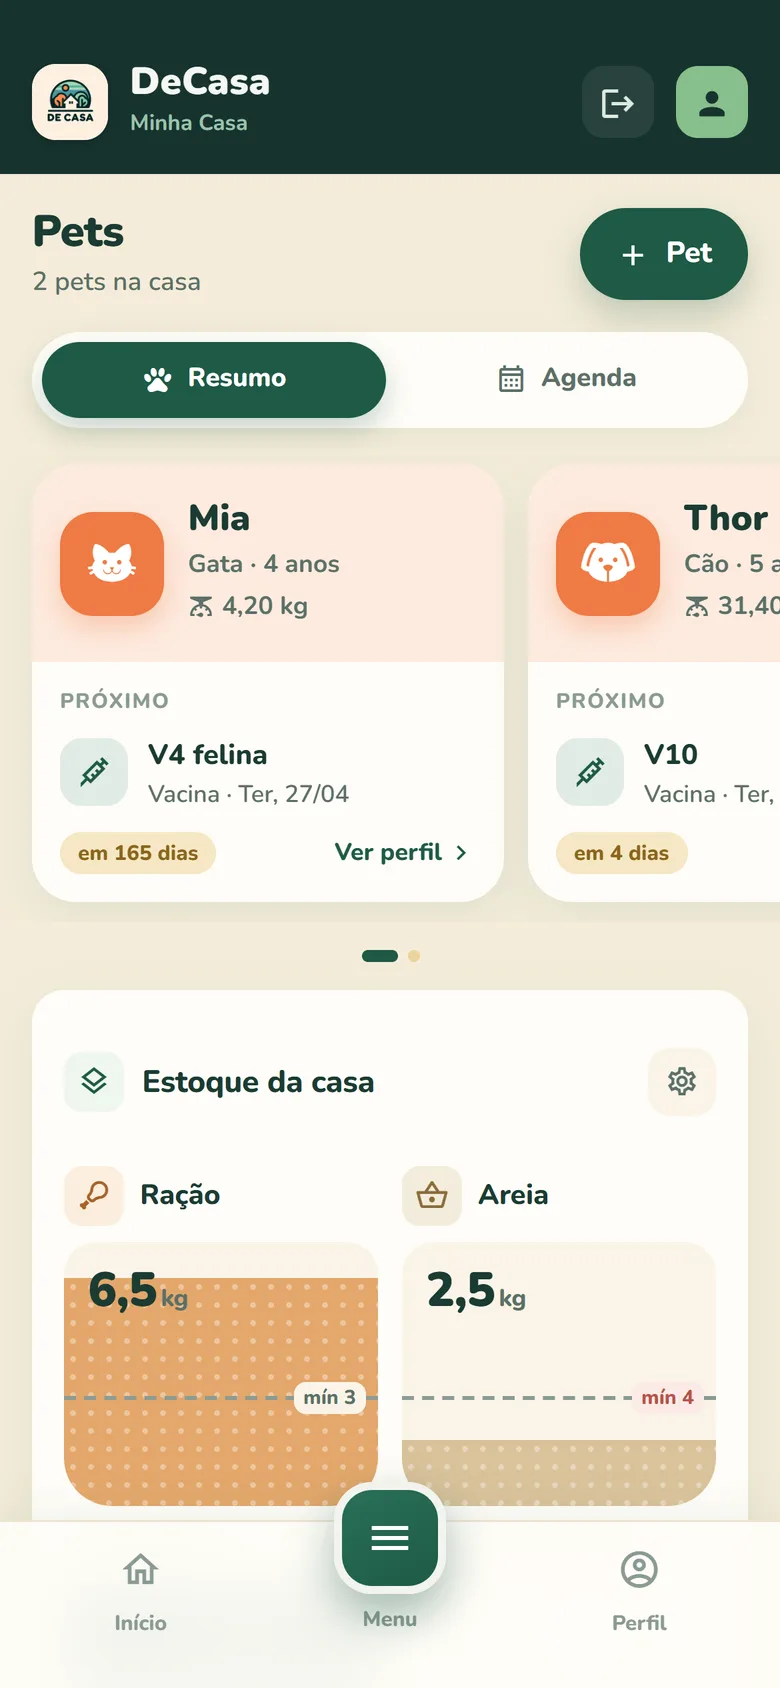 DE CASA
DeCasa
Minha Casa
Pets
2 pets na casa
+ Pet
Resumo
Agenda
Mia
Gata · 4 anos
4,20 kg
PRÓXIMO
V4 felina
Vacina · Ter, 27/04
em 165 dias
Ver perfil
Thor
Cão · 5 a
31,40
PRÓXIMO
V10
Vacina · Ter,
em 4 dias
Estoque da casa
Ração
Areia
6,5 kg
2,5 kg
mín 3
mín 4
Início
Menu
Perfil